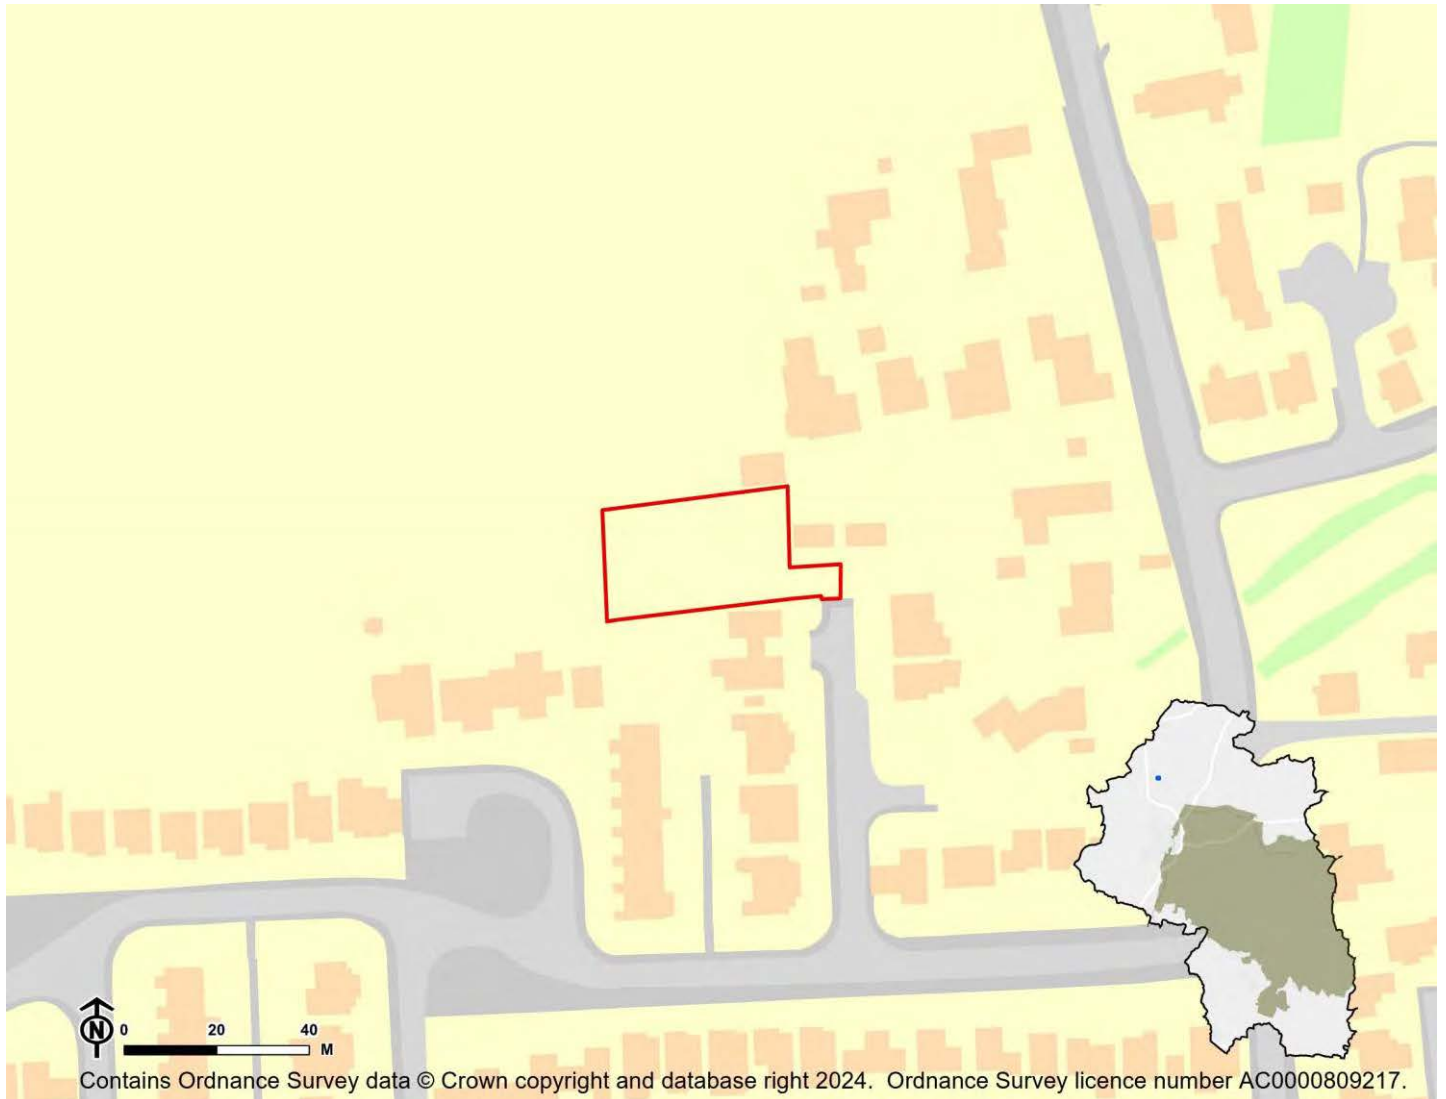 N
0 20 40
M
Contains Ordnance Survey data © Crown copyright and database right 2024. Ordnance Survey licence number AC0000809217.